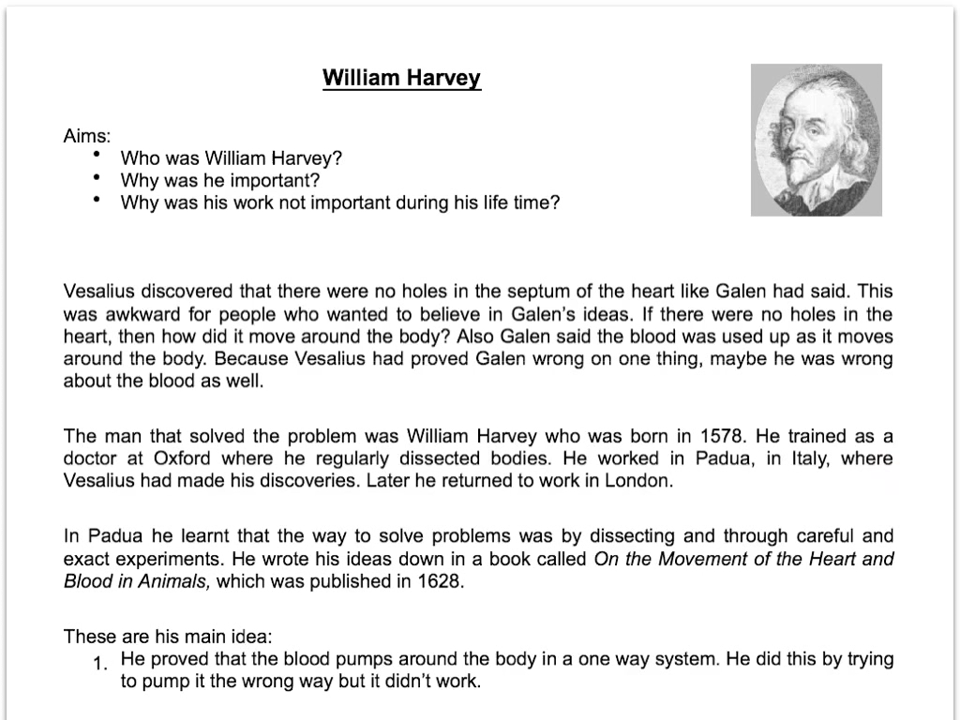 William Harvey
Aims:
• Who was William Harvey?
• Why was he important?
• Why was his work not important during his life time?
Vesalius discovered that there were no holes in the septum of the heart like Galen had said. This
was awkward for people who wanted to believe in Galen’s ideas. If there were no holes in the
heart, then how did it move around the body? Also Galen said the blood was used up as it moves
around the body. Because Vesalius had proved Galen wrong on one thing, maybe he was wrong
about the blood as well.
The man that solved the problem was William Harvey who was born in 1578. He trained as a
doctor at Oxford where he regularly dissected bodies. He worked in Padua, in Italy, where
Vesalius had made his discoveries. Later he returned to work in London.
In Padua he learnt that the way to solve problems was by dissecting and through careful and
exact experiments. He wrote his ideas down in a book called On the Movement of the Heart and
Blood in Animals, which was published in 1628.
These are his main idea:
1. He proved that the blood pumps around the body in a one way system. He did this by trying
to pump it the wrong way but it didn’t work.